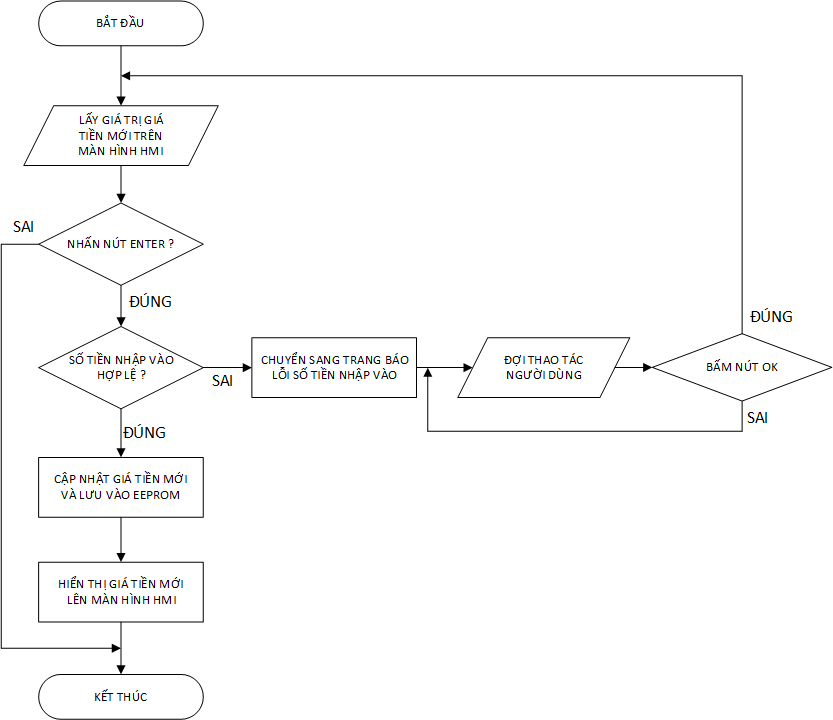 BẮT ĐẦU
LẤY GIÁ TRỊ GIÁ
TIỀN MỚI TRÊN
MÀN HÌNH HMI
SAI
NHẤN NÚT ENTER ?
ĐÚNG
SỐ TIỀN NHẬP VÀO
HỢP LỆ ?
SAI
CHUYỂN SANG TRANG BÁO
LỖI SỐ TIỀN NHẬP VÀO
ĐỢI THAO TÁC
NGƯỜI DÙNG
ĐÚNG
BẤM NÚT OK
SAI
ĐÚNG
CẬP NHẬT GIÁ TIỀN MỚI
VÀ LƯU VÀO EEPROM
HIỂN THỊ GIÁ TIỀN MỚI
LÊN MÀN HÌNH HMI
KẾT THÚC